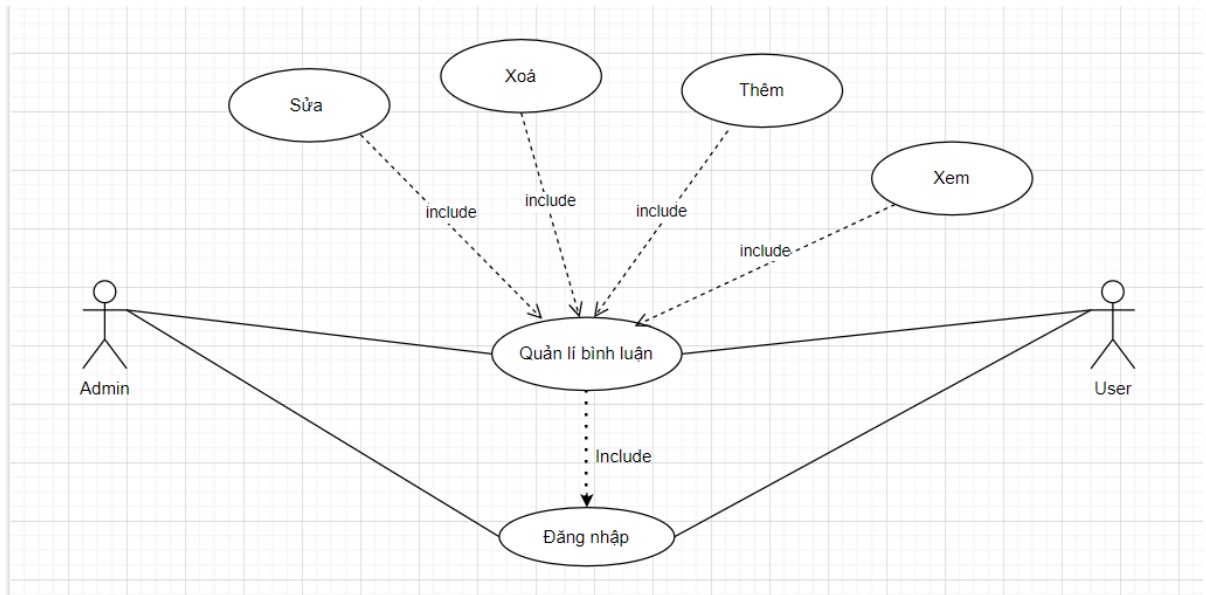 Xoá
Thêm
Sửa
Xem
include
include
include
include
Quản lí bình luận
Admin
User
Include
Đăng nhập